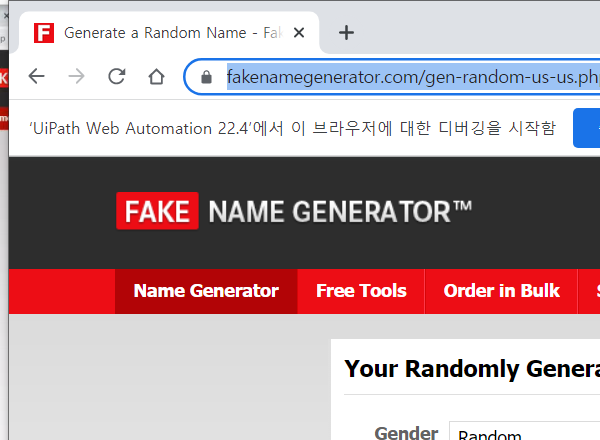 Generate a Random Name - Fak
fakenamegenerator.com/gen-random-us-us.ph
'UiPath Web Automation 22.4'에서 이 브라우저에 대한 디버깅을 시작함
FAKE NAME GENERATOR™
Name Generator Free Tools Order in Bulk
Your Randomly Genera
Gender Random